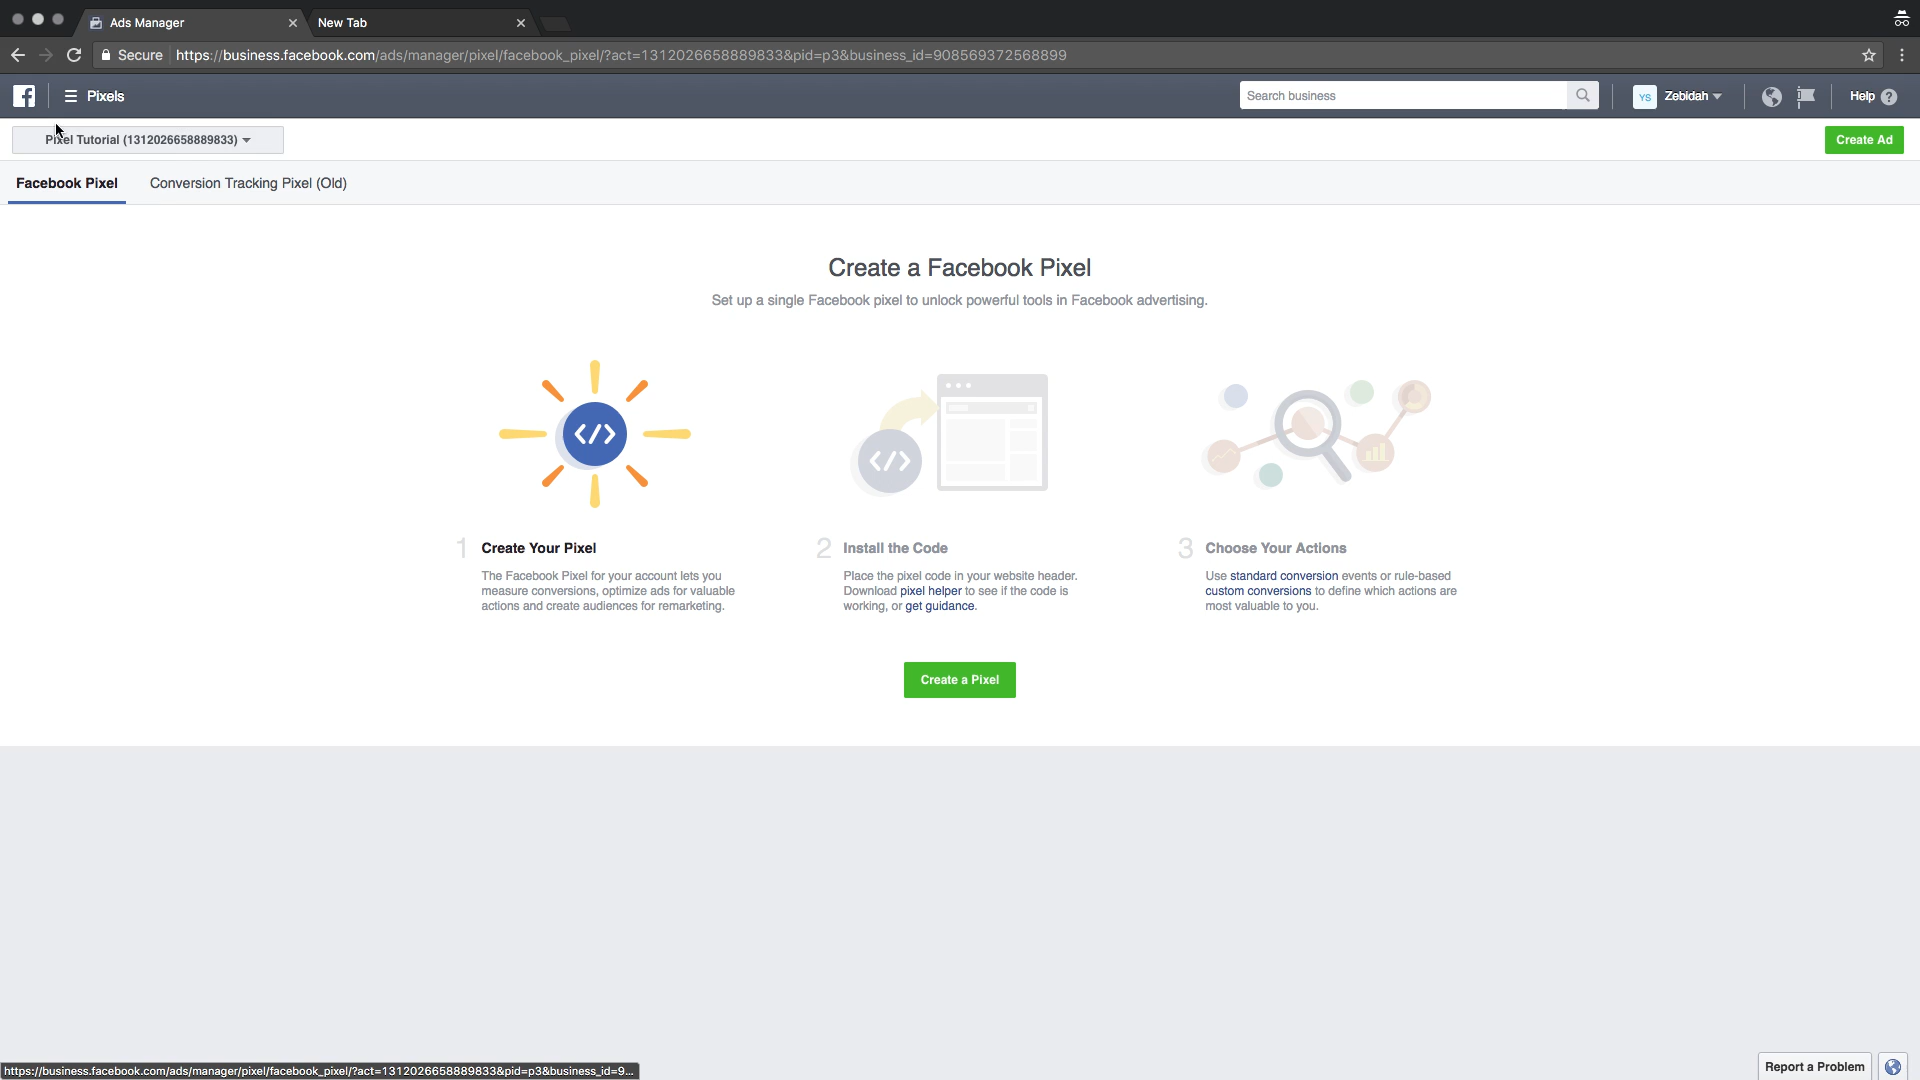 Ads Manager
New Tab
Secure https://business.facebook.com/ads/manager/pixel/facebook_pixel/?act=1312026658889833&pid=p3&business_id=908569372568899
Pixels
Search business
YS Zebidah
Help ?
Pixel Tutorial (1312026658889833)
Create Ad
Facebook Pixel
Conversion Tracking Pixel (Old)
Create a Facebook Pixel
Set up a single Facebook pixel to unlock powerful tools in Facebook advertising.
1 Create Your Pixel
The Facebook Pixel for your account lets you
measure conversions, optimize ads for valuable
actions and create audiences for remarketing.
2 Install the Code
Place the pixel code in your website header.
Download pixel helper to see if the code is
working, or get guidance.
3 Choose Your Actions
Use standard conversion events or rule-based
custom conversions to define which actions are
most valuable to you.
Create a Pixel
https://business.facebook.com/ads/manager/pixel/facebook_pixel/?act=1312026658889833&pid=p3&business_id=9...
Report a Problem